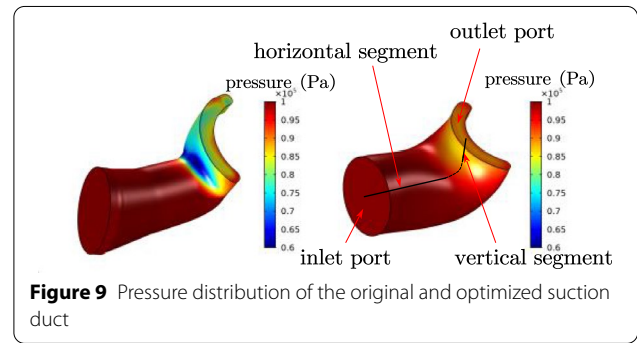 outlet port
horizontal segment
pressure (Pa)
×10⁵
1
0.95
0.9
0.85
0.8
0.75
0.7
0.65
0.6
pressure (Pa)
×10⁵
1
0.95
0.9
0.85
0.8
0.75
0.7
0.65
0.6
inlet port
vertical segment
Figure 9 Pressure distribution of the original and optimized suction
duct